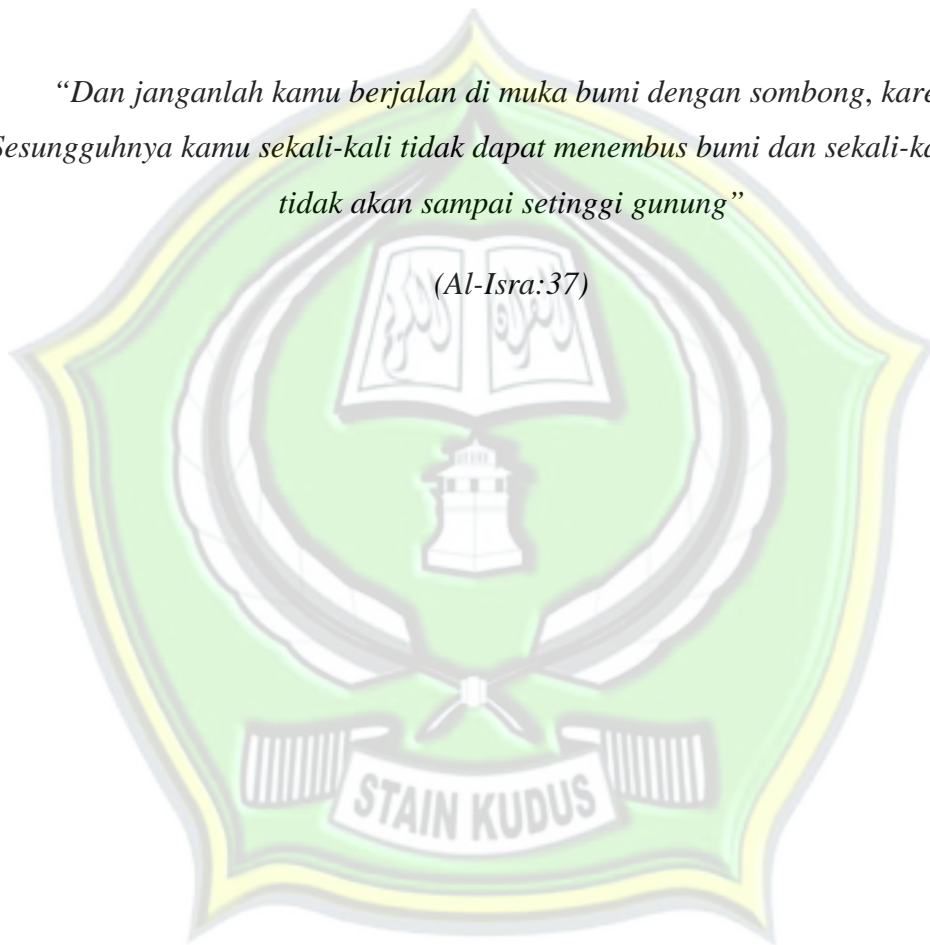 “Dan janganlah kamu berjalan di muka bumi dengan sombong, kare
Sesungguhnya kamu sekali-kali tidak dapat menembus bumi dan sekali-ka
tidak akan sampai setinggi gunung”
(Al-Isra:37)
STAIN KUDUS